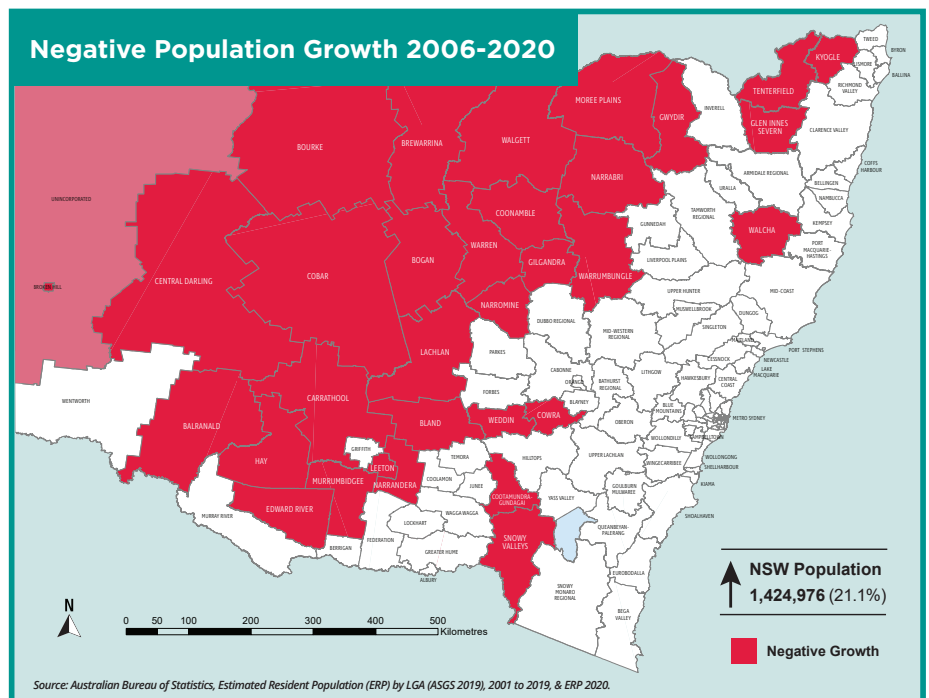 Negative Population Growth 2006-2020
TWEED
KYOGLE
BYRON
LISMORE
BALLINA
RICHMOND
VALLEY
TENTERFIELD
MOREE PLAINS
INVERELL
GWYDIR
GLEN INNES
SEVERN
CLARENCE VALLEY
BOURKE
BREWARRINA
WALGETT
COFFS
HARBOUR
ARMIDALE REGIONAL
NARRABRI
BELLINGEN
URALLA
NAMBUCCA
UNINCORPORATED
COONAMBLE
TAMWORTH
REGIONAL
GUNNEDAH
WALCHA
KEMPSEY
WARREN
PORT
MACQUARIE-
HASTINGS
BOGAN
GILGANDRA
LIVERPOOL PLAINS
WARRUMBUNGLE
COBAR
CENTRAL DARLING
BROKEN HILL
UPPER HUNTER
MID-COAST
NARROMINE
MUSWELLBROOK
DUNGOG
DUBBO REGIONAL
SINGLETON
MID-WESTERN
REGIONAL
MAITLAND
PORT STEPHENS
LACHLAN
PARKES
CESSNOCK
NEWCASTLE
LAKE
MACQUARIE
CABONNE
LITHGOW
ORANGE
BATHURST
REGIONAL
HAWKESBURY
CENTRAL
COAST
FORBES
BLAYNEY
WENTWORTH
CARRATHOOL
BLUE
MOUNTAINS
COWRA
WEDDIN
METRO SYDNEY
BLAND
OBERON
BALRANALD
CAMPBELLTOWN
WOLLONDILLY
GRIFFITH
UPPER LACHLAN
WOLLONGONG
TEMORA
HILLTOPS
WINGECARRIBEE
HAY
LEETON
SHELLHARBOUR
COOLAMON
MURRUMBIDGEE
NARRANDERA
JUNEE
KIAMA
GOULBURN
MULWAREE
COOTAMUNDRA-
GUNDAGAI
YASS VALLEY
EDWARD RIVER
MURRAY RIVER
WAGGA WAGGA
SHOALHAVEN
LOCKHART
QUEANBEYAN-
PALERANG
SNOWY
VALLEYS
FEDERATION
BERRIGAN
GREATER HUME
ALBURY
EUROBODALLA
SNOWY
MONARO
REGIONAL
BEGA
VALLEY
NSW Population
1,424,976 (21.1%)
N
0 50 100 200 300 400 500
Kilometres
Negative Growth
Source: Australian Bureau of Statistics, Estimated Resident Population (ERP) by LGA (ASGS 2019), 2001 to 2019, & ERP 2020.